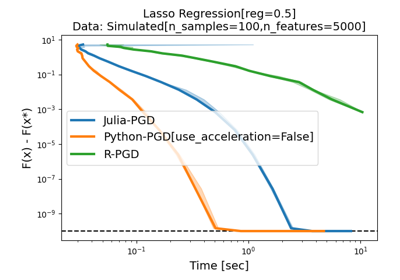 Lasso Regression[reg=0.5]
Data: Simulated[n_samples=100,n_features=5000]
F(x) - F(x*)
10¹
10⁻¹
10⁻³
10⁻⁵
10⁻⁷
10⁻⁹
Julia-PGD
Python-PGD[use_acceleration=False]
R-PGD
10⁻¹
10⁰
10¹
Time [sec]